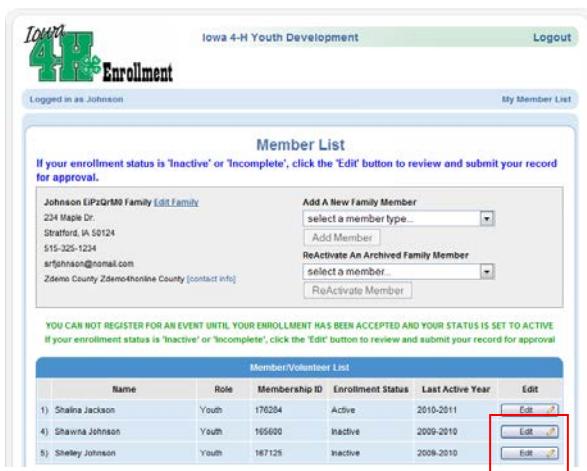 Iowa
4-H
Enrollment
Iowa 4-H Youth Development
Logout
Logged in as Johnson
My Member List
Member List
If your enrollment status is 'Inactive' or 'Incomplete', click the 'Edit' button to review and submit your record
for approval.
Johnson EiPzQrM0 Family Edit Family
234 Maple Dr.
Stratford, IA 50124
515-325-1234
srfjohnson@nomail.com
Zdemo County Zdemo4honline County [contact info]
Add A New Family Member
select a member type...
Add Member
ReActivate An Archived Family Member
select a member...
ReActivate Member
YOU CAN NOT REGISTER FOR AN EVENT UNTIL YOUR ENROLLMENT HAS BEEN ACCEPTED AND YOUR STATUS IS SET TO ACTIVE
If your enrollment status is 'Inactive' or 'Incomplete', click the 'Edit' button to review and submit your record for approval
Member/Volunteer List
Name Role Membership ID Enrollment Status Last Active Year Edit
1) Shalina Jackson Youth 176284 Active 2010-2011 Edit
4) Shawna Johnson Youth 165600 Inactive 2009-2010 Edit
5) Shelley Johnson Youth 167125 Inactive 2009-2010 Edit